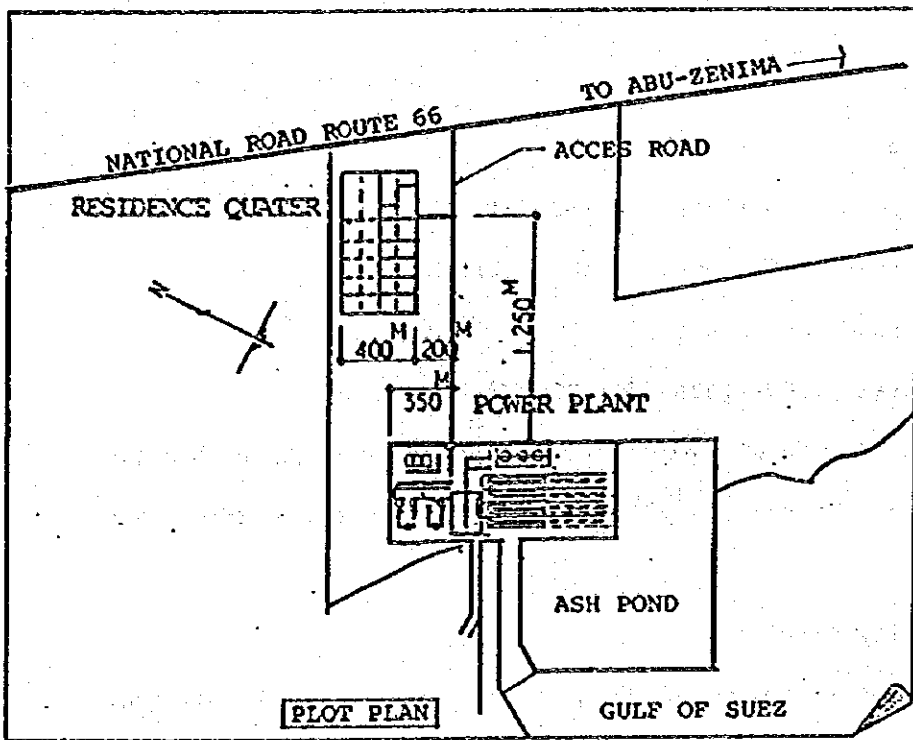 TO ABU-ZENIMA
NATIONAL ROAD ROUTE 66
ACCES ROAD
RESIDENCE QUATER
N
M
1,250
M
M
400
200
M
350
POWER PLANT
ASH POND
PLOT PLAN
GULF OF SUEZ